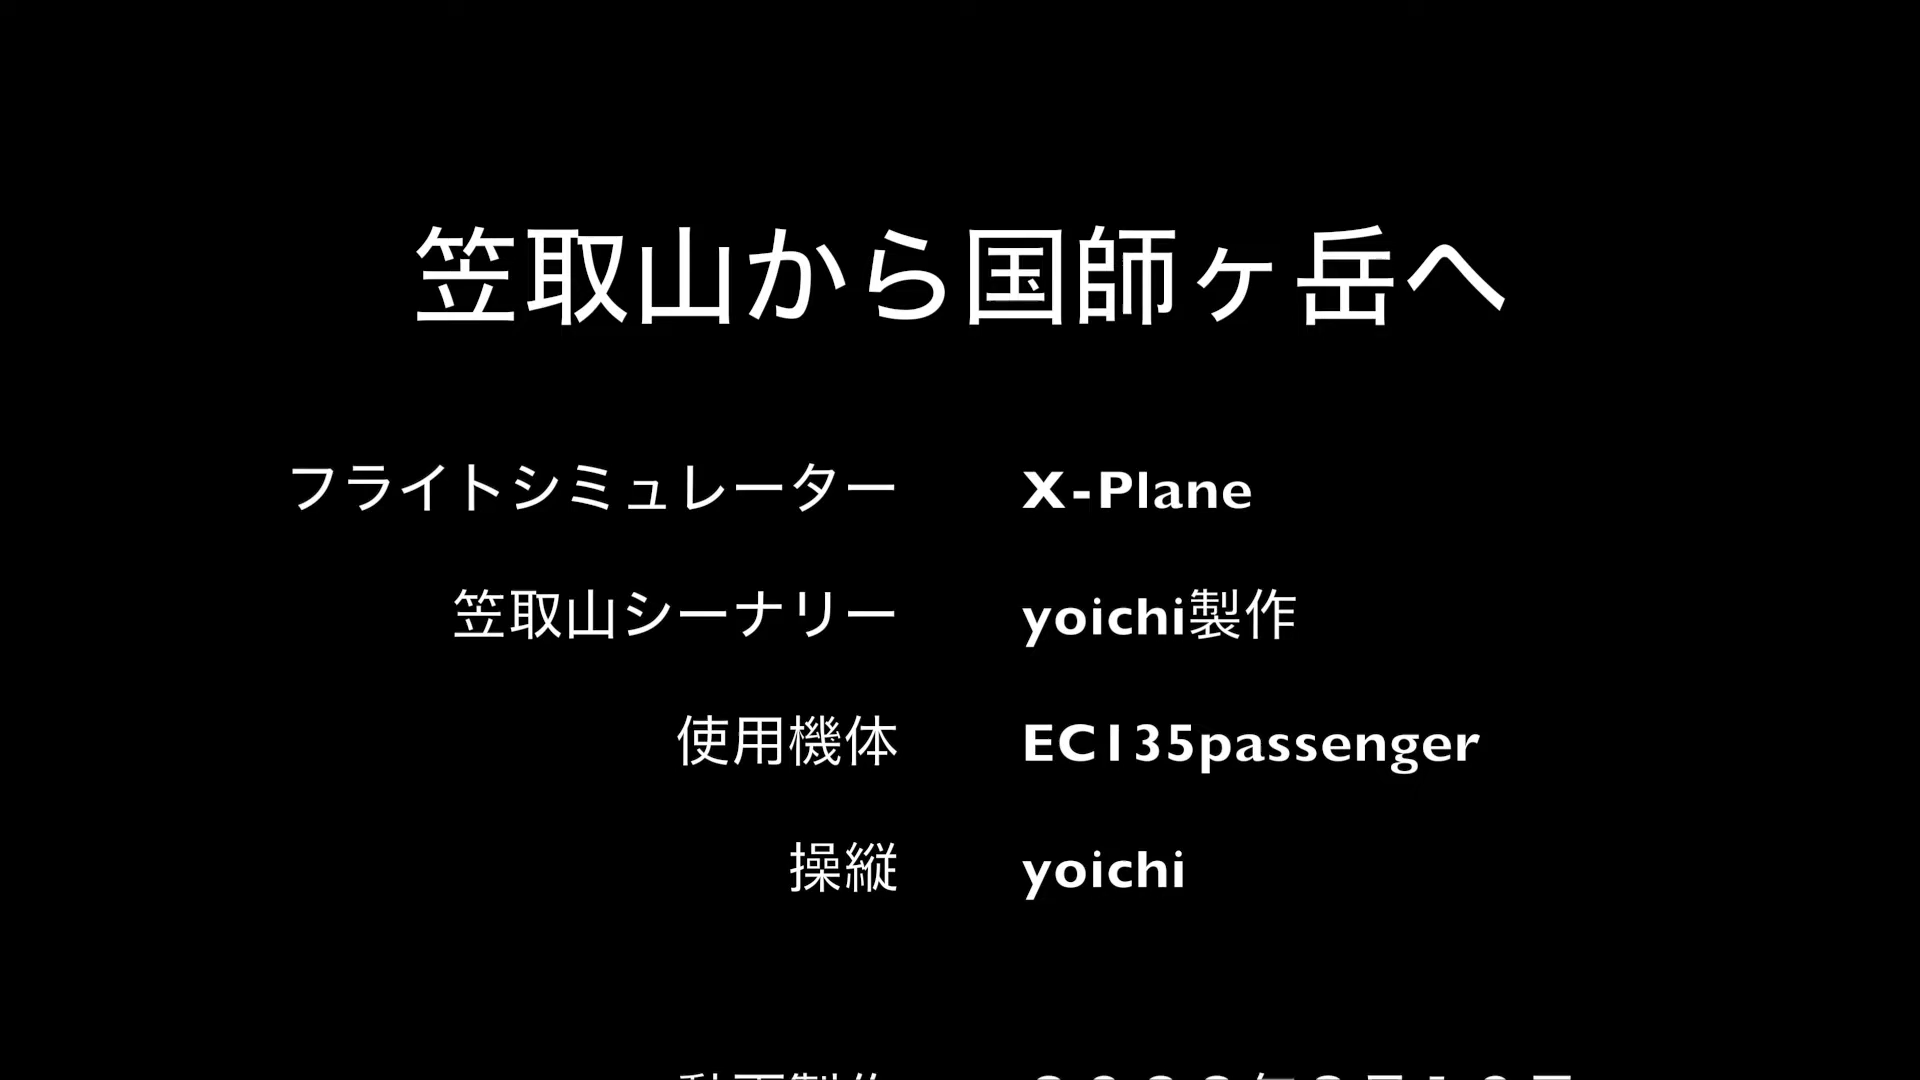 笠取山から国師ヶ岳へ
フライトシミュレーター X-Plane
笠取山シーナリー yoichi製作
使用機体 EC135passenger
操縦 yoichi